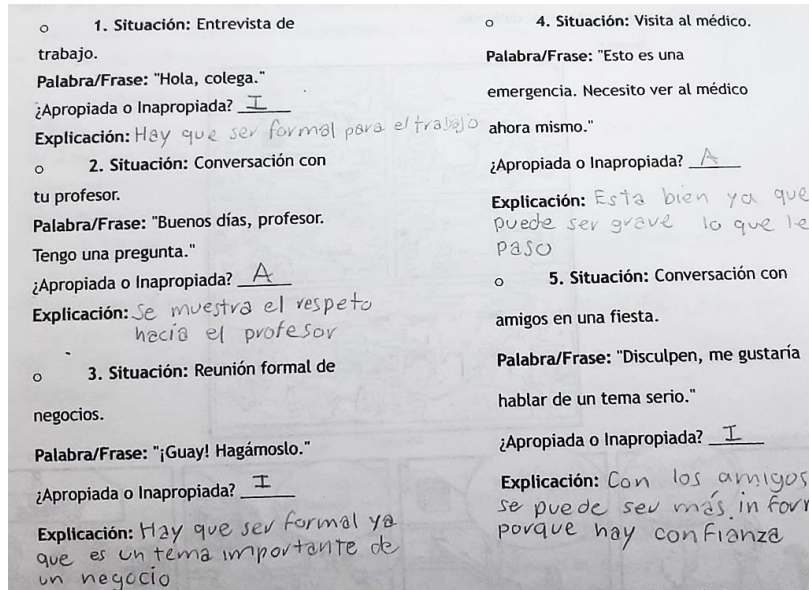 1. Situación: Entrevista de
trabajo.
Palabra/Frase: "Hola, colega."
¿Apropiada o Inapropiada? I
Explicación: Hay que ser formal para el trabajo
2. Situación: Conversación con
tu profesor.
Palabra/Frase: "Buenos días, profesor.
Tengo una pregunta."
¿Apropiada o Inapropiada? A
Explicación: Se muestra el respeto
hacia el profesor
3. Situación: Reunión formal de
negocios.
Palabra/Frase: "¡Guay! Hagámoslo."
¿Apropiada o Inapropiada? I
Explicación: Hay que ser formal ya
que es un tema importante de
un negocio
4. Situación: Visita al médico.
Palabra/Frase: "Esto es una
emergencia. Necesito ver al médico
ahora mismo."
¿Apropiada o Inapropiada? A
Explicación: Esta bien ya que
puede ser grave lo que le
paso
5. Situación: Conversación con
amigos en una fiesta.
Palabra/Frase: "Disculpen, me gustaría
hablar de un tema serio."
¿Apropiada o Inapropiada? I
Explicación: Con los amigos
se puede ser más
porque hay confianza